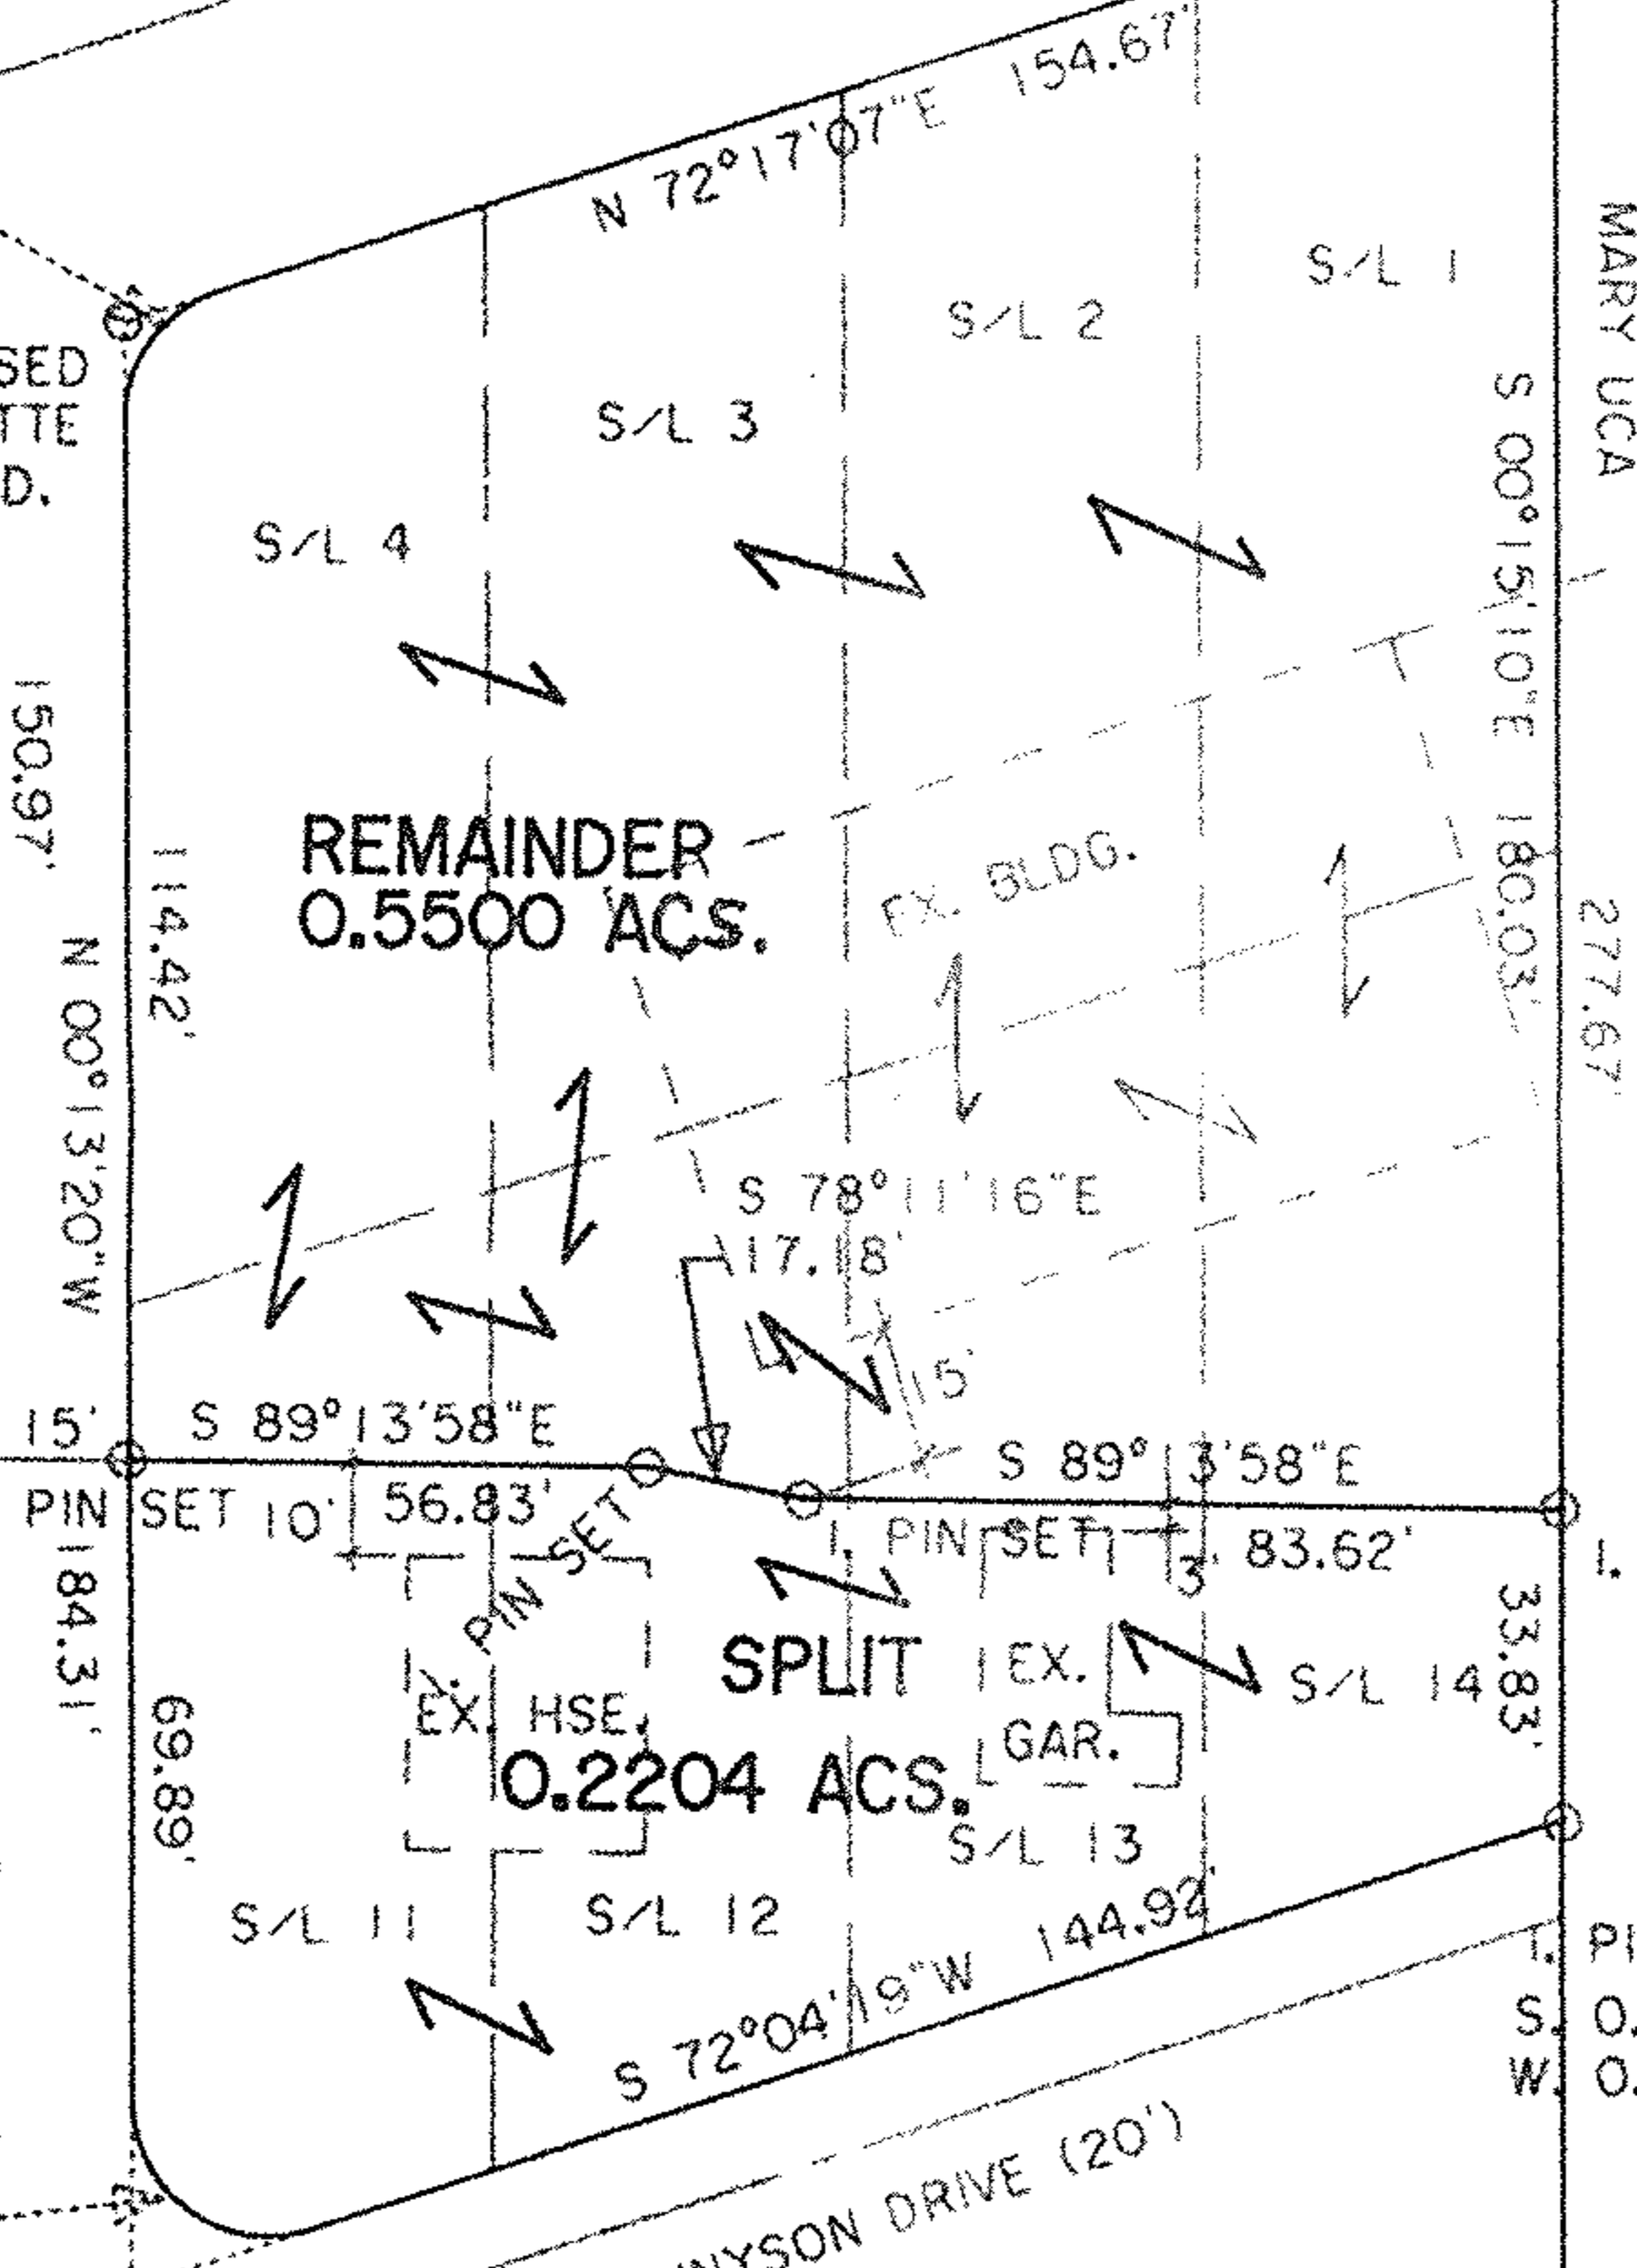 154.67'
N 72°17'07"E
S/L 1
S/L 2
S/L 3
S/L 4
MARY UCA
SED
TTE
D.
S 00°15'10"E 180.03'
277.67'
150.97'
114.42'
N 00°13'20"W
REMAINDER
0.5500 ACS.
EX. BLDG.
S 78°11'16"E
17.18'
15'
15'
S 89°13'58"E
56.83'
PIN SET
10'
I. PIN SET
S 89°13'58"E
83.62'
I. PIN SET
3'
I.
184.31'
69.89'
33.83'
EX. HSE.
SPLIT
0.2204 ACS.
EX.
GAR.
S/L 14
S/L 13
S/L 12
S/L 11
S 72°04'19"W
144.92'
I. PI
S. 0.
W. 0.
NYSON DRIVE (20')